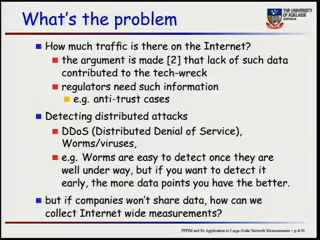 What's the problem
THE UNIVERSITY
OF ADELAIDE
AUSTRALIA
How much traffic is there on the Internet?
the argument is made [2] that lack of such data
contributed to the tech-wreck
regulators need such information
e.g. anti-trust cases
Detecting distributed attacks
DDoS (Distributed Denial of Service),
Worms/viruses,
e.g. Worms are easy to detect once they are
well under way, but if you want to detect it
early, the more data points you have the better.
but if companies won't share data, how can we
collect Internet wide measurements?
PPDM and Its Application to Large-Scale Network Measurements